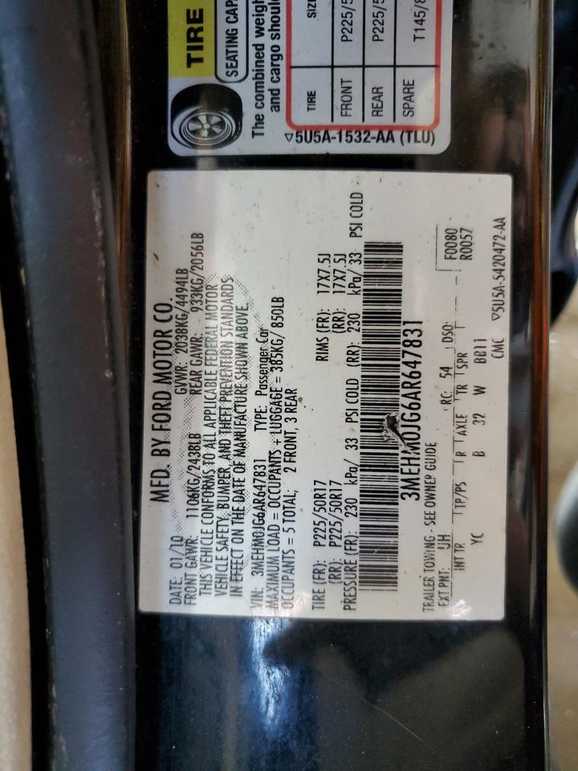 TIRE
SEATING CAP
The combined weigh
and cargo shoul
TIRE SIZ
FRONT P225/5
REAR P225/5
SPARE T145/8
5U5A-1532-AA (TLU)
MFD. BY FORD MOTOR CO.
DATE: 01/10 GVWR: 2038KG/4494LB
FRONT GAWR: 1106KG/2438LB REAR GAWR: 933KG/2056LB
THIS VEHICLE CONFORMS TO ALL APPLICABLE FEDERAL MOTOR
VEHICLE SAFETY, BUMPER, AND THEFT PREVENTION STANDARDS
IN EFFECT ON THE DATE OF MANUFACTURE SHOWN ABOVE.
VIN: 3MEHM0JG6AR647831 TYPE: Passenger Car
MAXIMUM LOAD = OCCUPANTS + LUGGAGE = 385KG/ 850LB
OCCUPANTS = 5 TOTAL; 2 FRONT, 3 REAR
TIRE (FR): P225/50R17 RIMS (FR): 17X7.5J
(RR): P225/50R17 (RR): 17X7.5J
PRESSURE (FR): 230 kPa/ 33 PSI COLD (RR): 230 kPa/ 33 PSI COLD
3MEHM0JG6AR647831
TRAILER TOWING - SEE OWNER GUIDE F0080
EXT PNT: UH RC: 54 DSO: R0057
INT TR TP/PS R AXLE TR SPR
YC B 32 W BB11
CMC 5U5A-5420472-AA